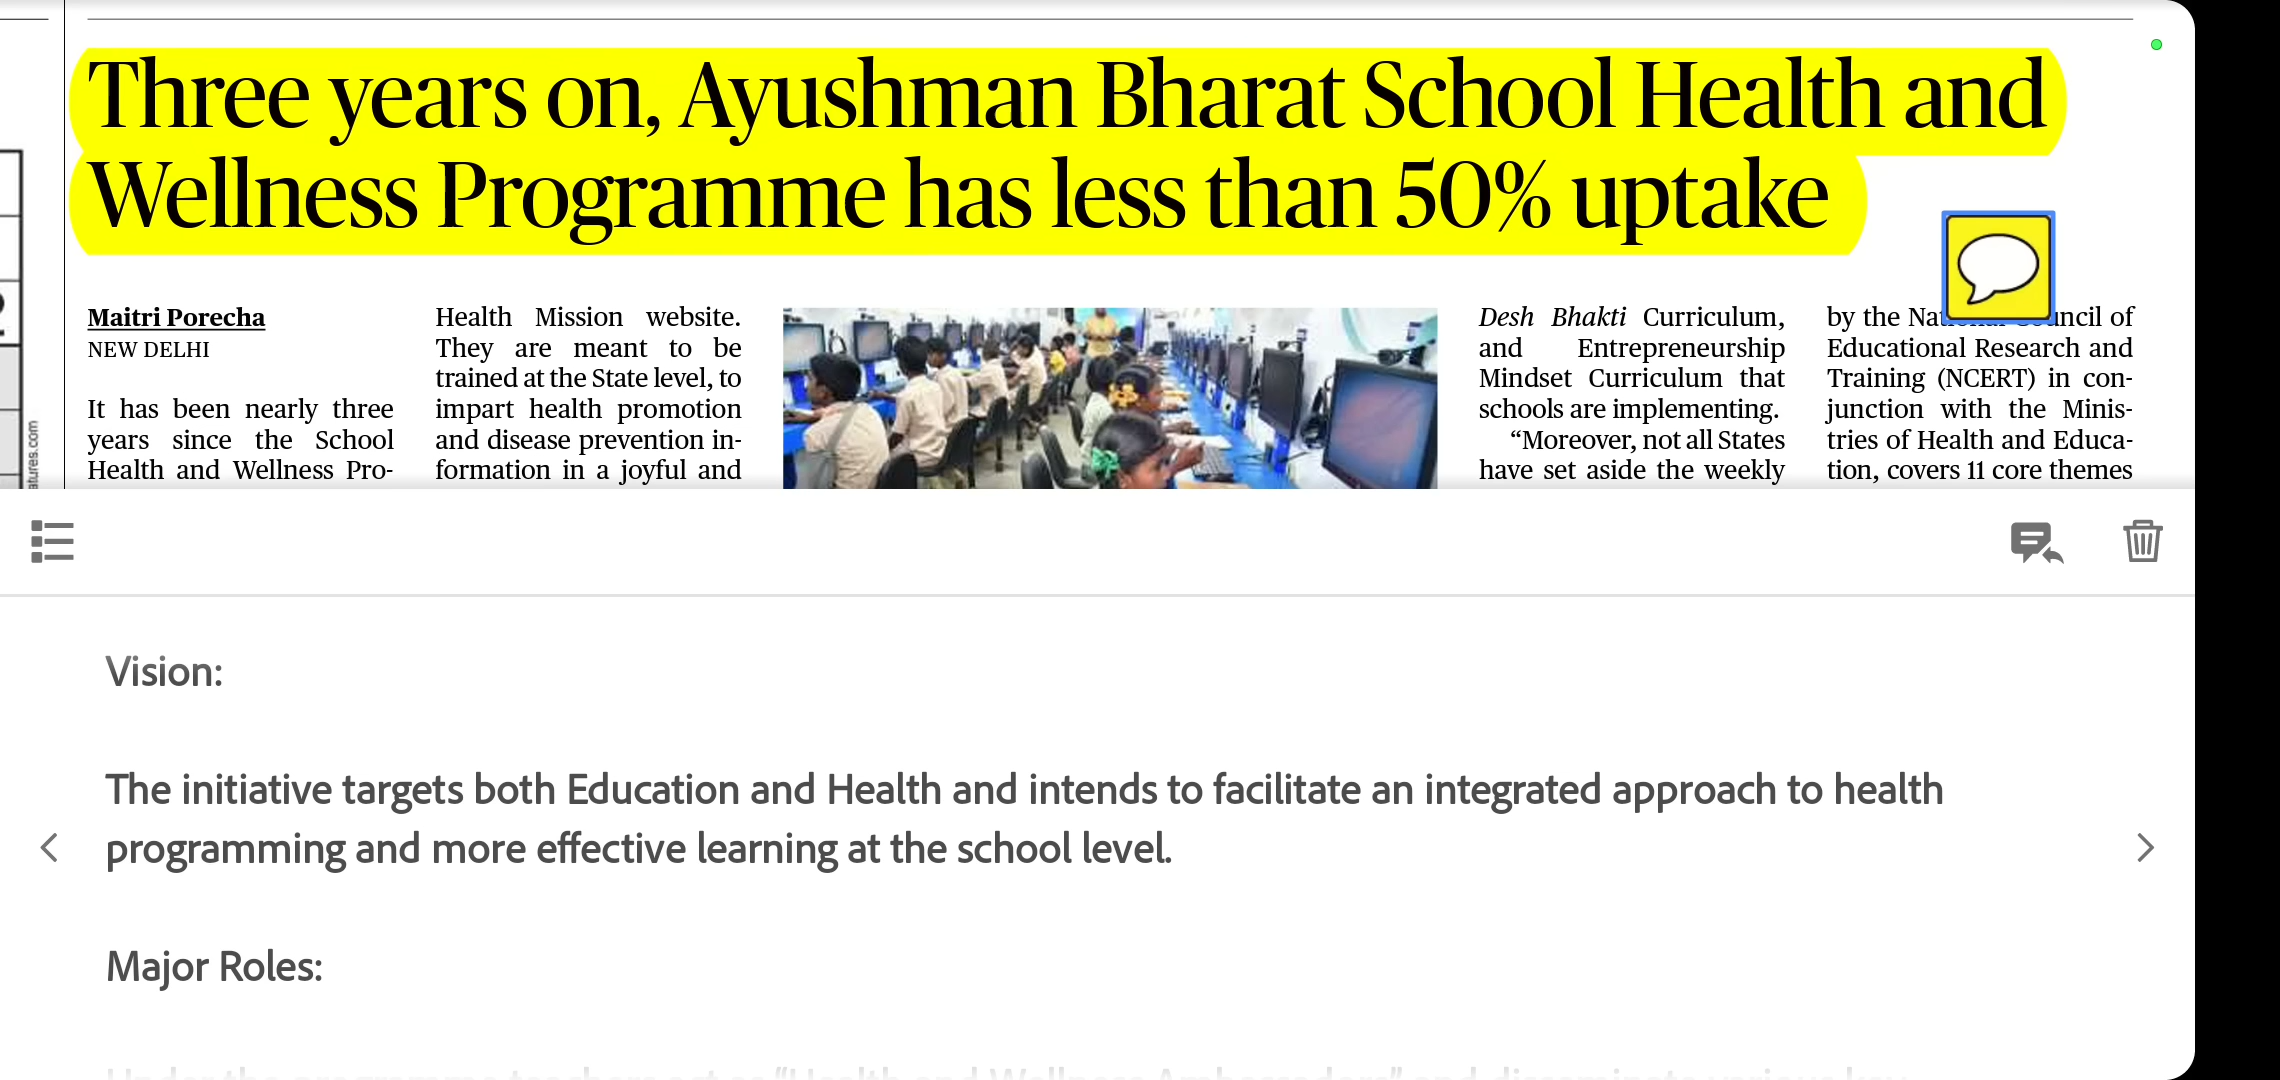 Three years on, Ayushman Bharat School Health and
Wellness Programme has less than 50% uptake
Maitri Porecha
NEW DELHI
It has been nearly three
years since the School
Health and Wellness Pro-
Health Mission website.
They are meant to be
trained at the State level, to
impart health promotion
and disease prevention in-
formation in a joyful and
Desh Bhakti Curriculum,
and Entrepreneurship
Mindset Curriculum that
schools are implementing.
“Moreover, not all States
have set aside the weekly
by the National Council of
Educational Research and
Training (NCERT) in con-
junction with the Minis-
tries of Health and Educa-
tion, covers 11 core themes
atures.com
Vision:
The initiative targets both Education and Health and intends to facilitate an integrated approach to health
programming and more effective learning at the school level.
Major Roles: